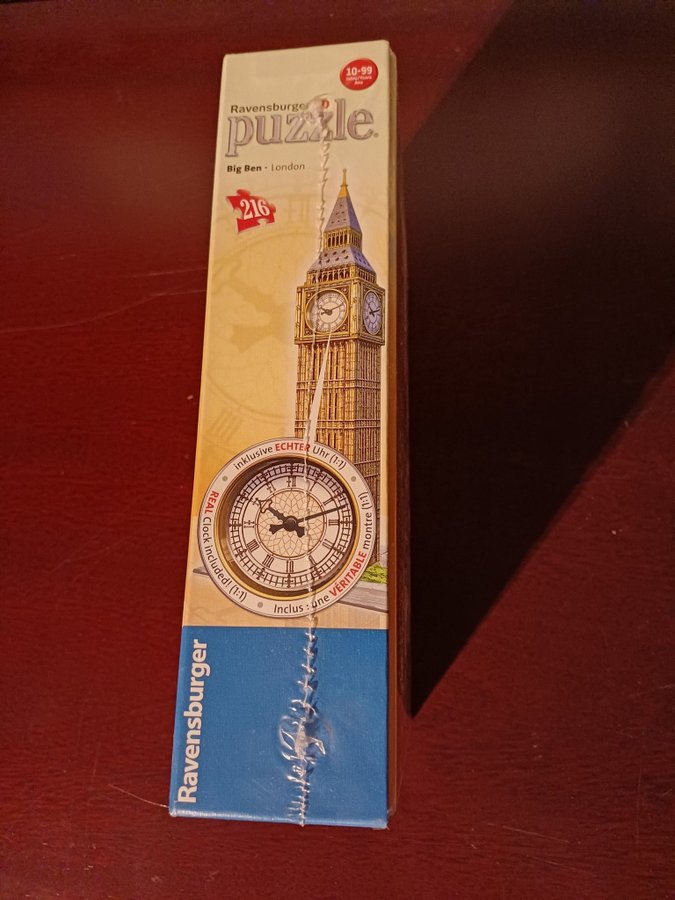 10-99
Ravensburger
puzzle®
Big Ben • London
216
inklusive ECHTER Uhr (1:1)
REAL Clock included! (1:1)
Inclus : une VÉRITABLE montre (1:1)
Ravensburger